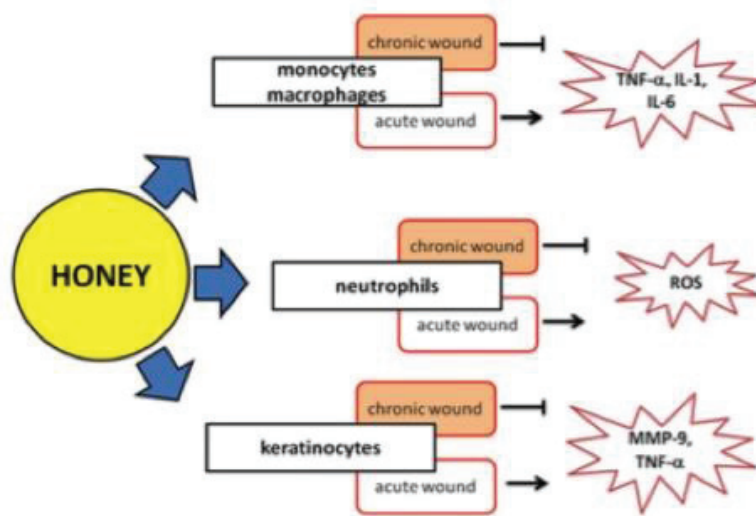 chronic wound
monocytes
macrophages
acute wound
TNF-α, IL-1,
IL-6
HONEY
chronic wound
neutrophils
acute wound
ROS
chronic wound
keratinocytes
acute wound
MMP-9,
TNF-α